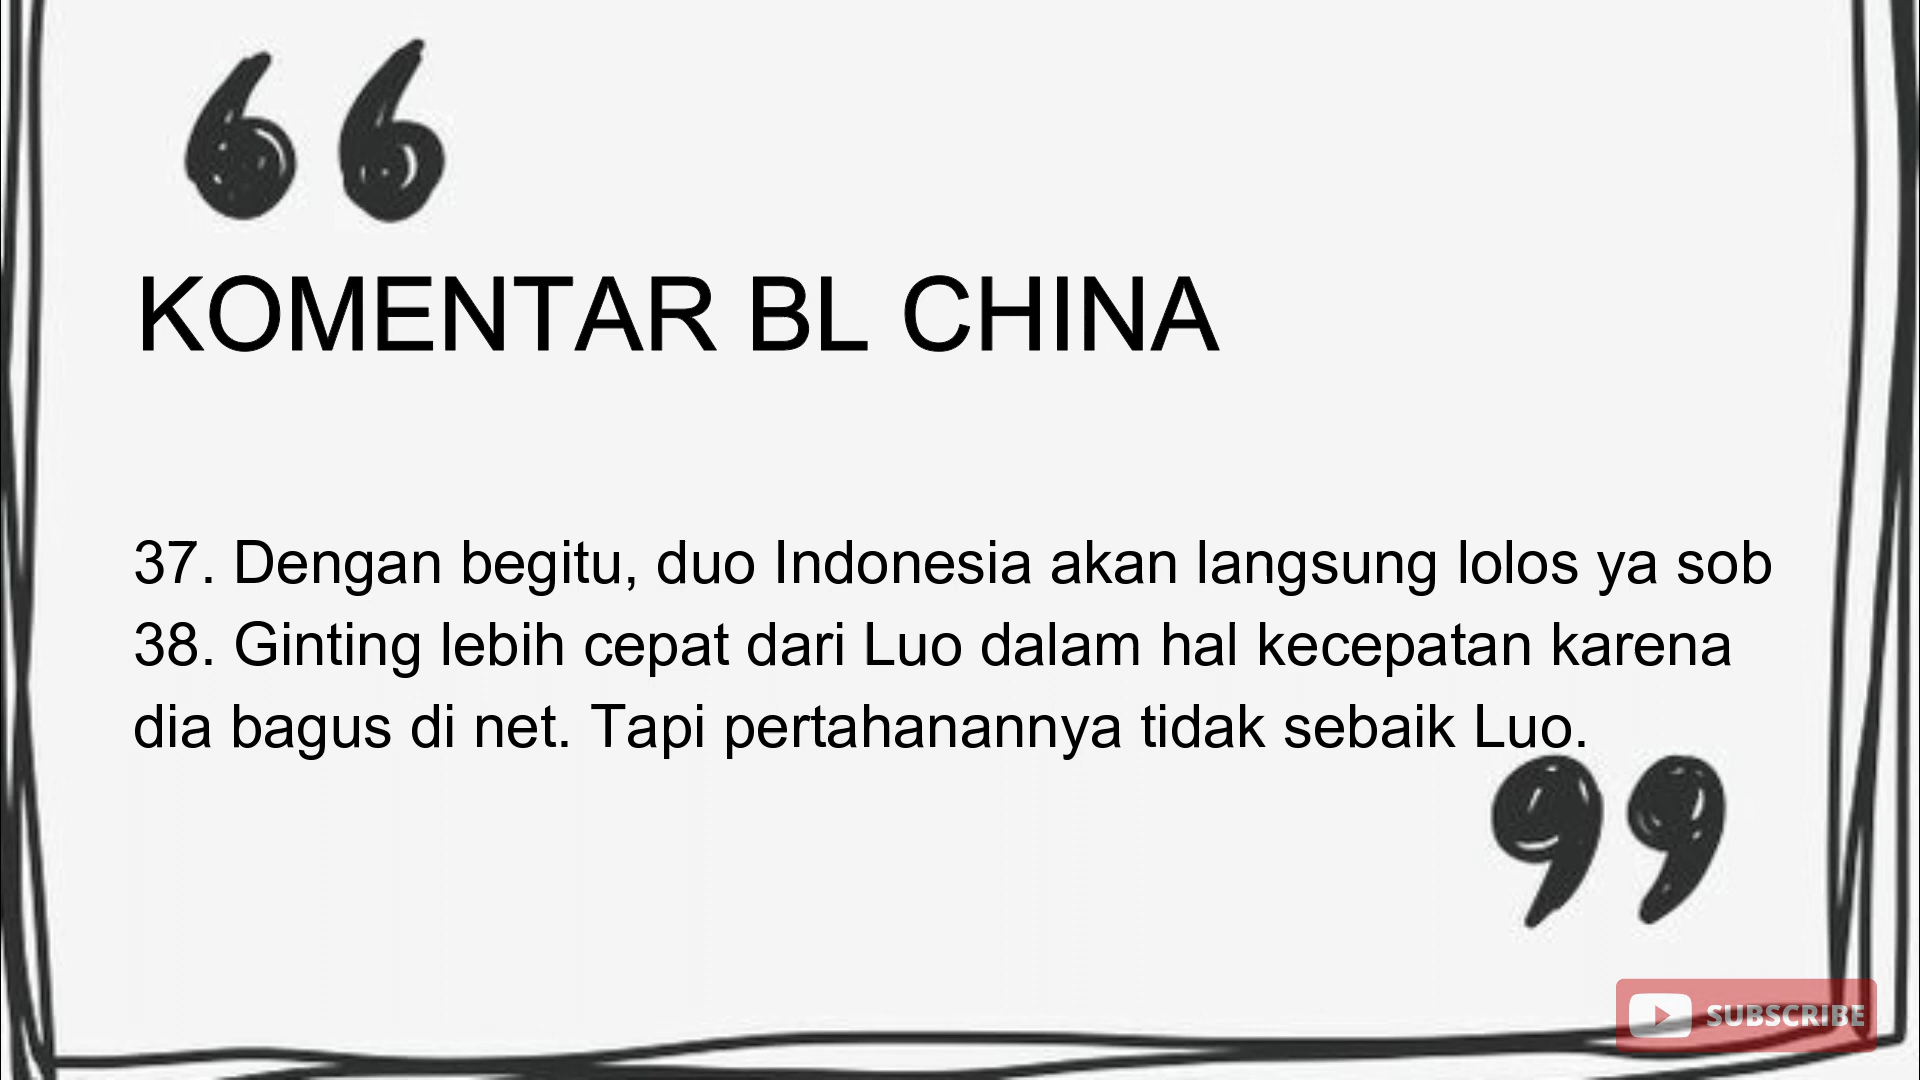 KOMENTAR BL CHINA
37. Dengan begitu, duo Indonesia akan langsung lolos ya sob
38. Ginting lebih cepat dari Luo dalam hal kecepatan karena
dia bagus di net. Tapi pertahanannya tidak sebaik Luo.
SUBSCRIBE